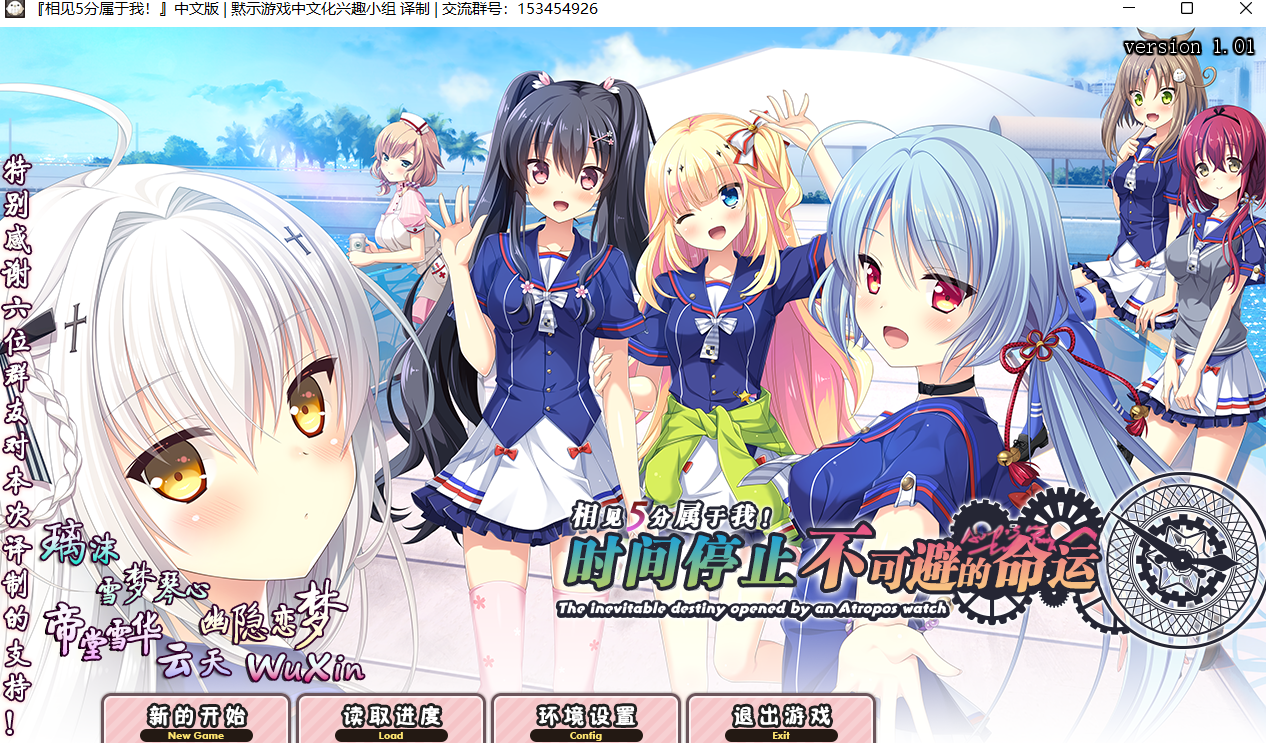 『相见5分属于我！』中文版 | 默示游戏中文化兴趣小组 译制 | 交流群号：153454926
version 1.01
特别感谢六位群友对本次译制的支持！
璃沫
雪梦琴心
帝堂雪华
幽隐恋梦
云天
WuXin
相见5分属于我！
时间停止不可避的命运
The inevitable destiny opened by an Atropos watch
新的开始
New Game
读取进度
Load
环境设置
Config
退出游戏
Exit